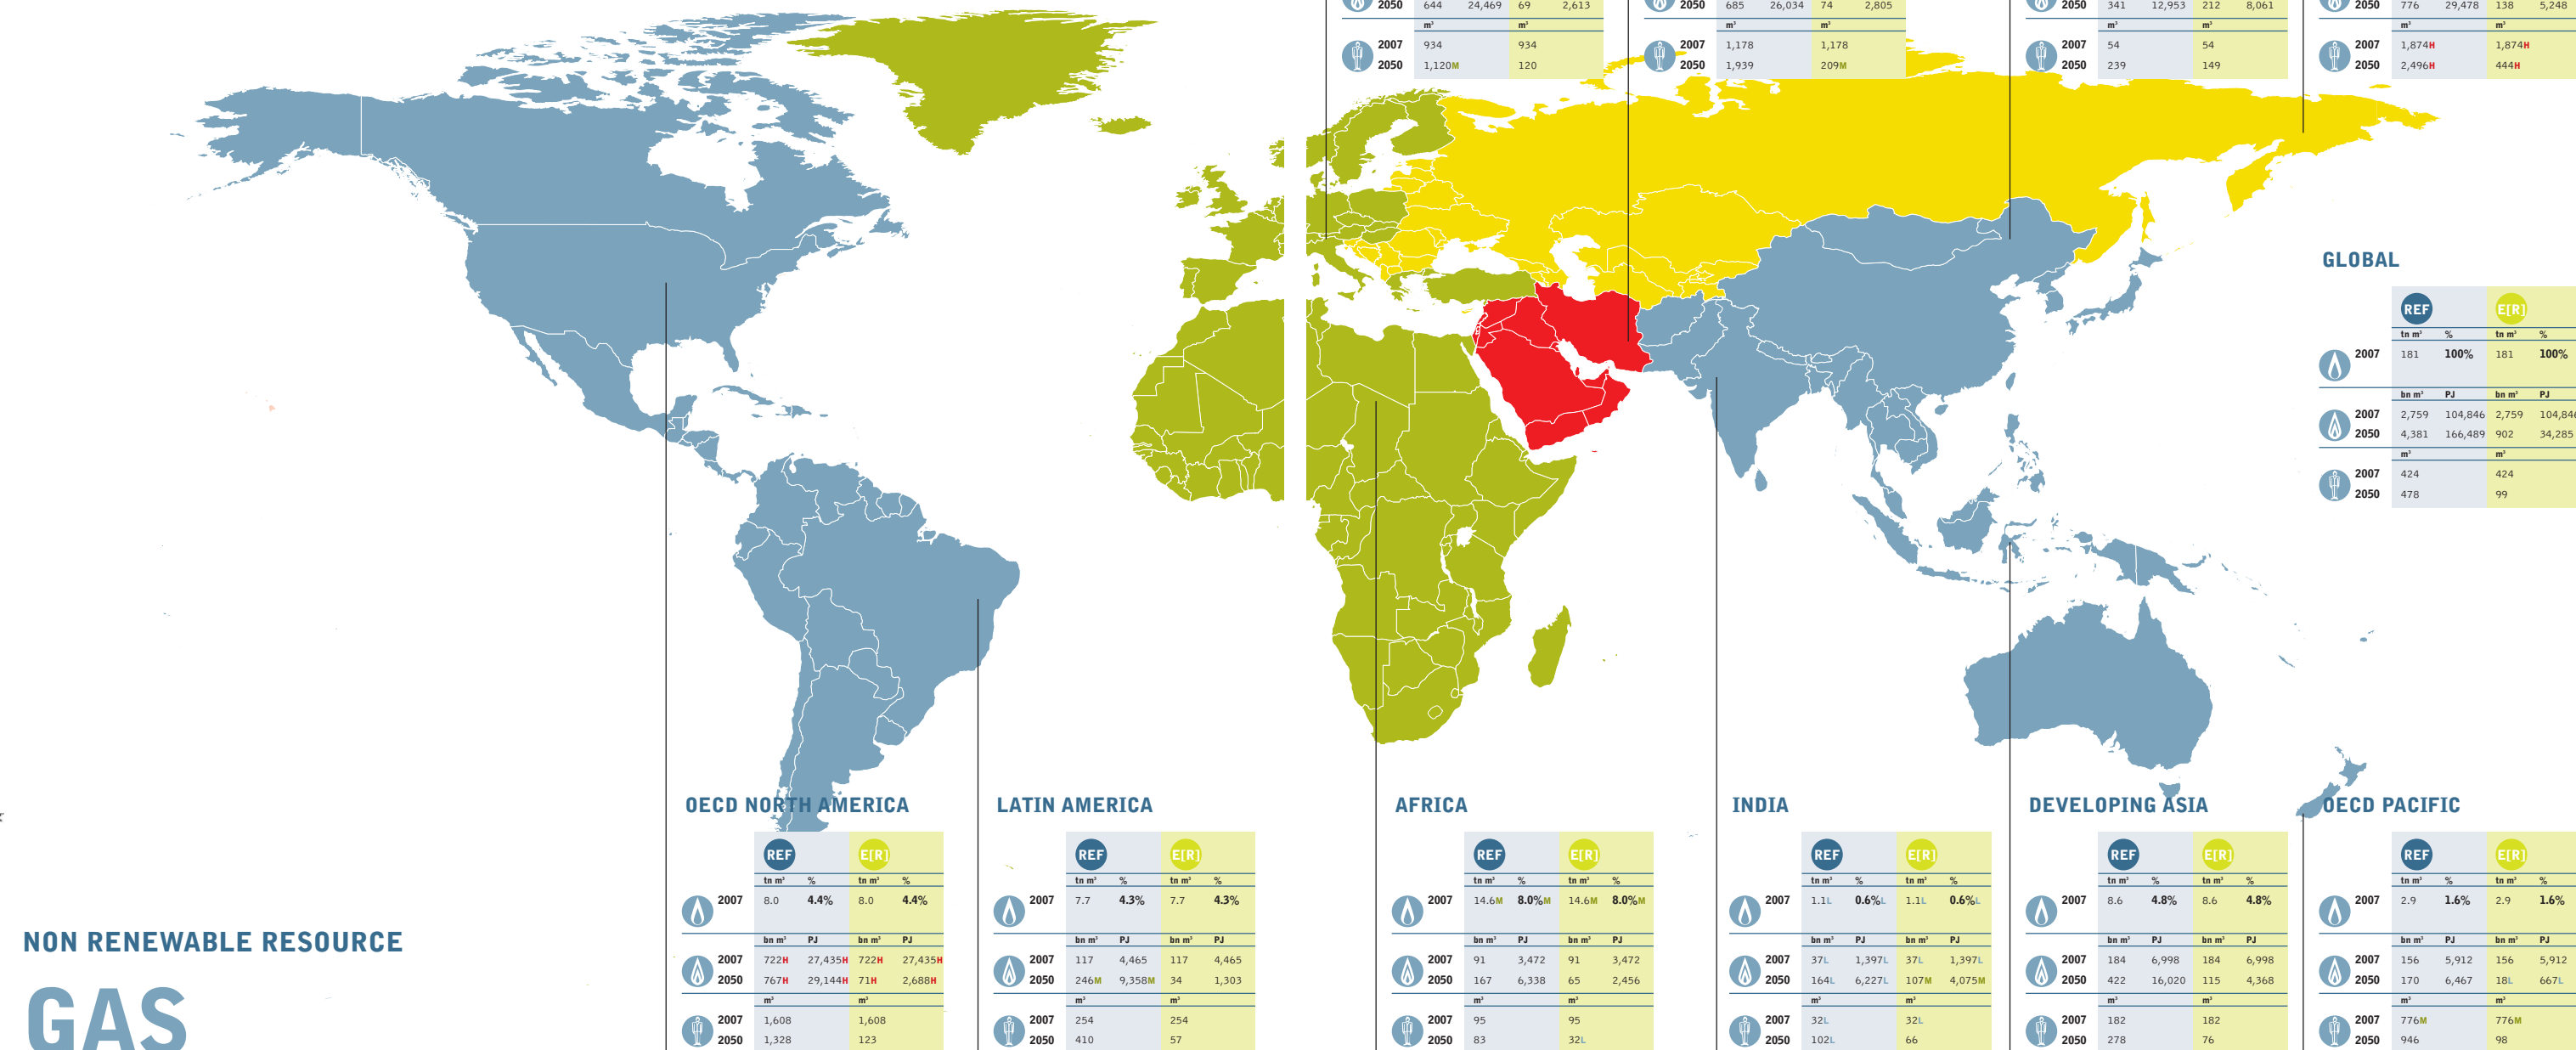 2050 644 24,469 69 2,613
m³ m³
2007 934 934
2050 1,120M 120
2050 685 26,034 74 2,805
m³ m³
2007 1,178 1,178
2050 1,939 209M
2050 341 12,953 212 8,061
m³ m³
2007 54 54
2050 239 149
2050 776 29,478 138 5,248
m³ m³
2007 1,874H 1,874H
2050 2,496H 444H
GLOBAL
REF E[R]
tn m³ % tn m³ %
2007 181 100% 181 100%
bn m³ PJ bn m³ PJ
2007 2,759 104,846 2,759 104,846
2050 4,381 166,489 902 34,285
m³ m³
2007 424 424
2050 478 99
OECD NORTH AMERICA
REF E[R]
tn m³ % tn m³ %
2007 8.0 4.4% 8.0 4.4%
bn m³ PJ bn m³ PJ
2007 722H 27,435H 722H 27,435H
2050 767H 29,144H 71H 2,688H
m³ m³
2007 1,608 1,608
2050 1,328 123
LATIN AMERICA
REF E[R]
tn m³ % tn m³ %
2007 7.7 4.3% 7.7 4.3%
bn m³ PJ bn m³ PJ
2007 117 4,465 117 4,465
2050 246M 9,358M 34 1,303
m³ m³
2007 254 254
2050 410 57
AFRICA
REF E[R]
tn m³ % tn m³ %
2007 14.6M 8.0%M 14.6M 8.0%M
bn m³ PJ bn m³ PJ
2007 91 3,472 91 3,472
2050 167 6,338 65 2,456
m³ m³
2007 95 95
2050 83 32L
INDIA
REF E[R]
tn m³ % tn m³ %
2007 1.1L 0.6%L 1.1L 0.6%L
bn m³ PJ bn m³ PJ
2007 37L 1,397L 37L 1,397L
2050 164L 6,227L 107M 4,075M
m³ m³
2007 32L 32L
2050 102L 66
DEVELOPING ASIA
REF E[R]
tn m³ % tn m³ %
2007 8.6 4.8% 8.6 4.8%
bn m³ PJ bn m³ PJ
2007 184 6,998 184 6,998
2050 422 16,020 115 4,368
m³ m³
2007 182 182
2050 278 76
OECD PACIFIC
REF E[R]
tn m³ % tn m³ %
2007 2.9 1.6% 2.9 1.6%
bn m³ PJ bn m³ PJ
2007 156 5,912 156 5,912
2050 170 6,467 18L 667L
m³ m³
2007 776M 776M
2050 946 98
NON RENEWABLE RESOURCE
GAS